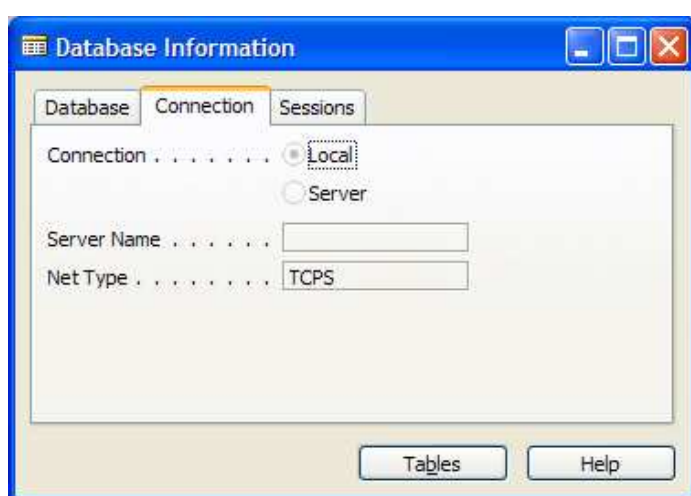 Database Information
Database Connection Sessions
Connection . . . . . . . Local
Server
Server Name . . . . . .
Net Type . . . . . . . . TCPS
Tables Help